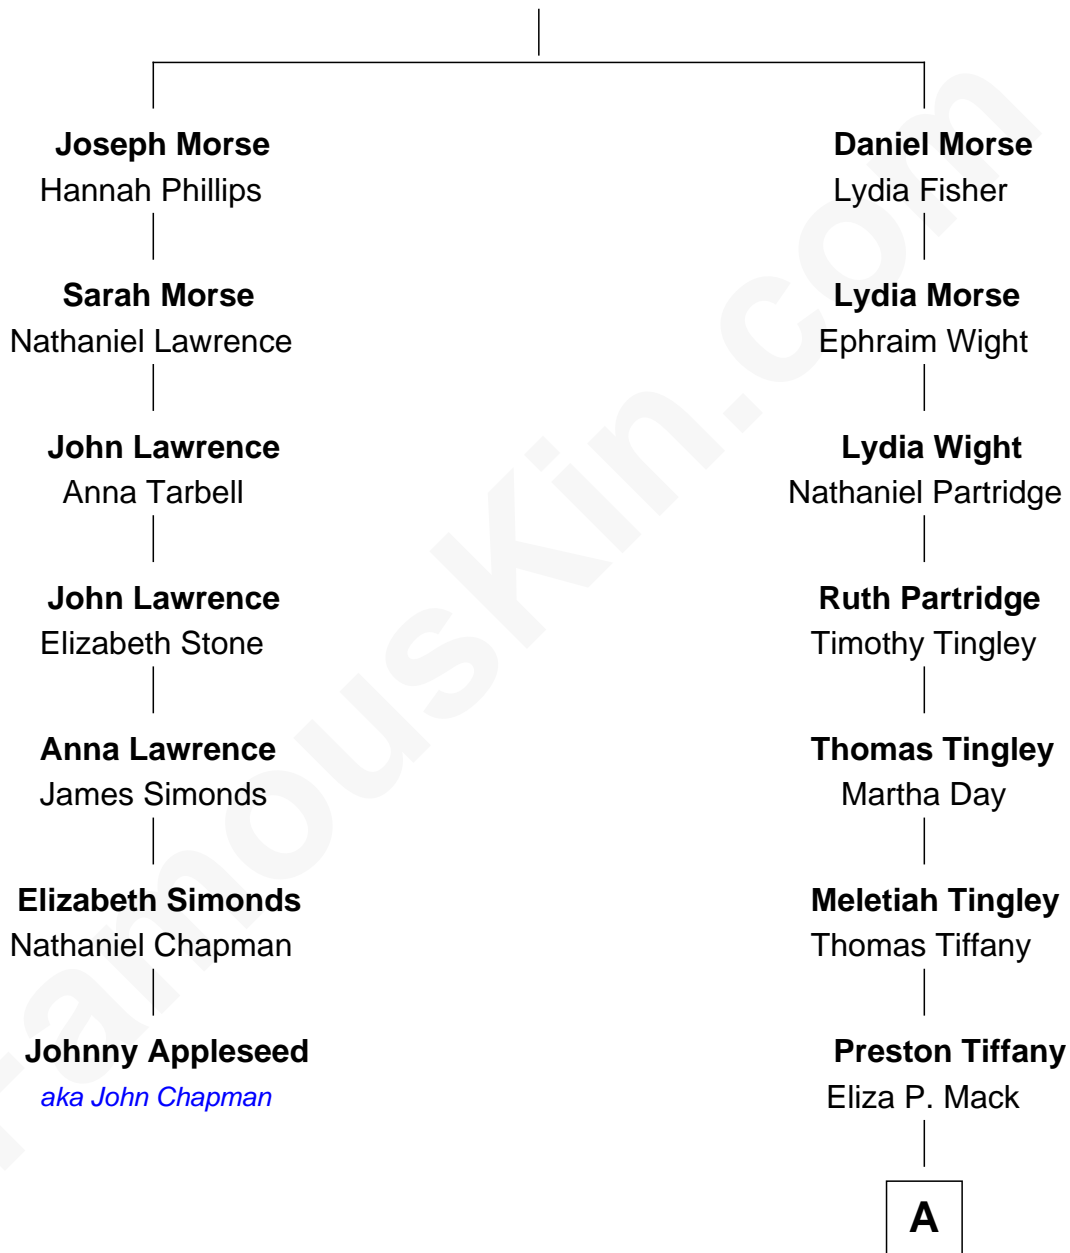 Joseph Morse
Hannah Phillips
Sarah Morse
Nathaniel Lawrence
John Lawrence
Anna Tarbell
John Lawrence
Elizabeth Stone
Anna Lawrence
James Simonds
Elizabeth Simonds
Nathaniel Chapman
Johnny Appleseed
aka John Chapman
Daniel Morse
Lydia Fisher
Lydia Morse
Ephraim Wight
Lydia Wight
Nathaniel Partridge
Ruth Partridge
Timothy Tingley
Thomas Tingley
Martha Day
Meletiah Tingley
Thomas Tiffany
Preston Tiffany
Eliza P. Mack
A
FamousKin.com